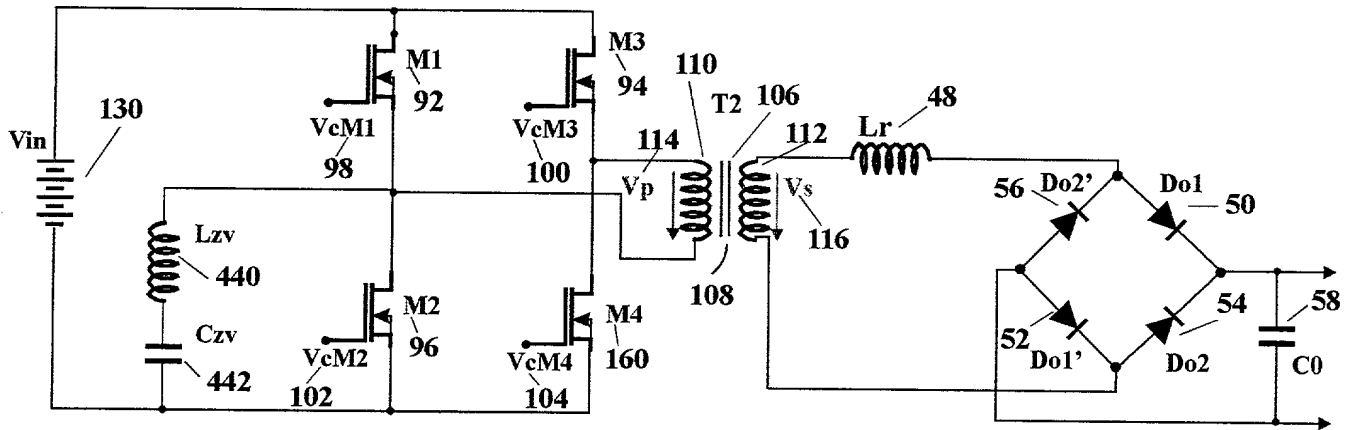 130
Vin
M1
92
VcM1
98
M3
94
VcM3
100
110
T2
106
114
Vp
112
Vs
116
108
48
Lr
56
Do2’
Do1
50
Lzv
440
Czv
442
M2
96
VcM2
102
M4
160
VcM4
104
52
Do1’
54
Do2
58
C0